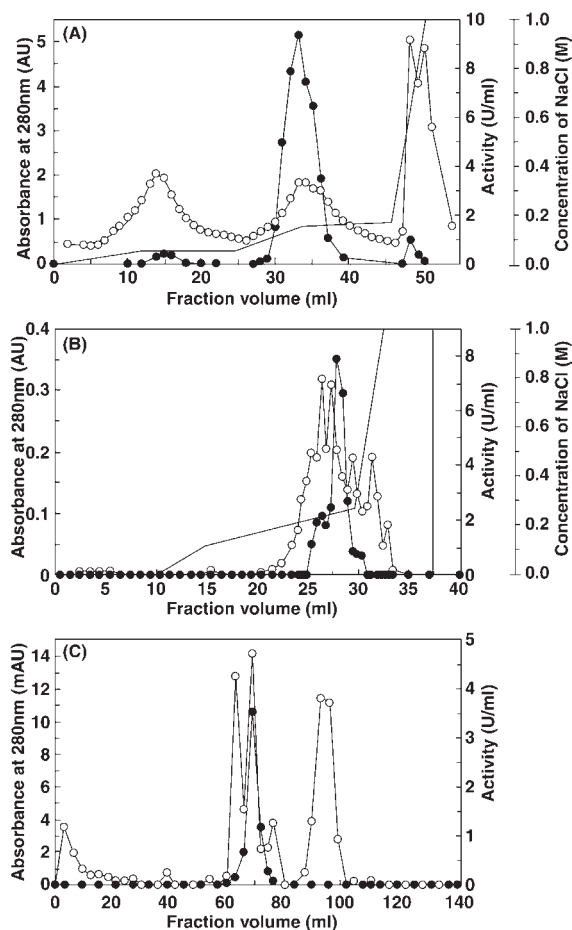 (A)
Absorbance at 280nm (AU)
5
4
3
2
1
0
10
8
6
4
2
0
Activity (U/ml)
1.0
0.8
0.6
0.4
0.2
0.0
Concentration of NaCl (M)
0 10 20 30 40 50
Fraction volume (ml)
(B)
Absorbance at 280nm (AU)
0.4
0.3
0.2
0.1
0
8
6
4
2
0
Activity (U/ml)
1.0
0.8
0.6
0.4
0.2
0.0
Concentration of NaCl (M)
0 5 10 15 20 25 30 35 40
Fraction volume (ml)
(C)
Absorbance at 280nm (mAU)
14
12
10
8
6
4
2
0
5
4
3
2
1
0
Activity (U/ml)
0 20 40 60 80 100 120 140
Fraction volume (ml)